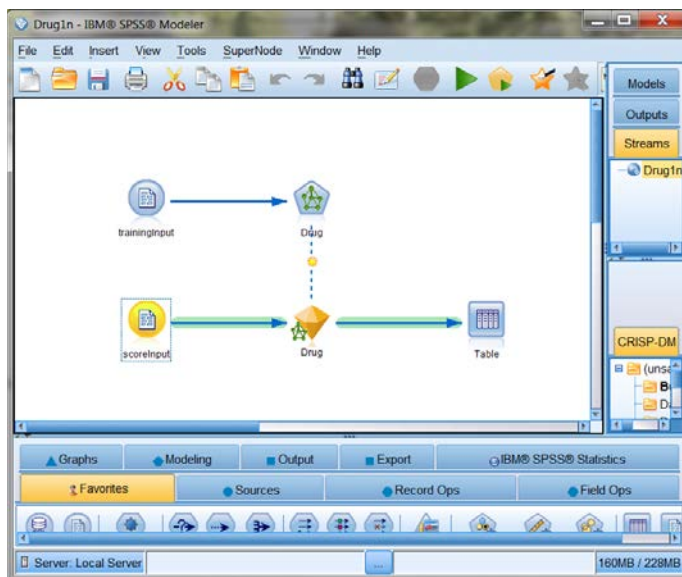 Drug1n - IBM® SPSS® Modeler
File Edit Insert View Tools SuperNode Window Help
Models
Outputs
Streams
Drug1n
trainingInput
Drug
scoreInput
Drug
Table
CRISP-DM
(unsa
B
Da
Graphs Modeling Output Export IBM® SPSS® Statistics
Favorites Sources Record Ops Field Ops
Server: Local Server ... 160MB / 228MB